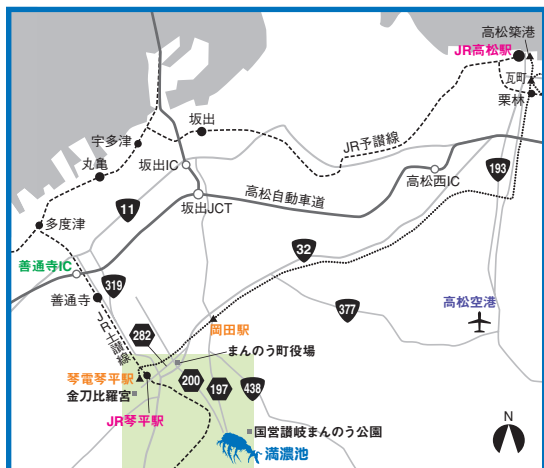 高松築港
JR高松駅
瓦町
栗林
坂出
宇多津
JR予讃線
丸亀
坂出IC
高松西IC
193
11
坂出JCT
高松自動車道
多度津
32
善通寺IC
319
377
高松空港
善通寺
JR土讃線
岡田駅
282
まんのう町役場
琴電琴平駅
200
197
438
金刀比羅宮
JR琴平駅
国営讃岐まんのう公園
満濃池
N